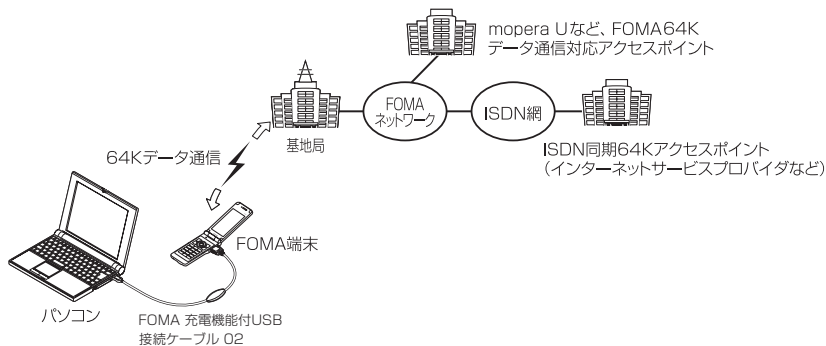 mopera Uなど、FOMA64K
データ通信対応アクセスポイント
FOMA
ネットワーク
ISDN網
基地局
ISDN同期64Kアクセスポイント
（インターネットサービスプロバイダなど）
64Kデータ通信
FOMA端末
パソコン
FOMA 充電機能付USB
接続ケーブル 02